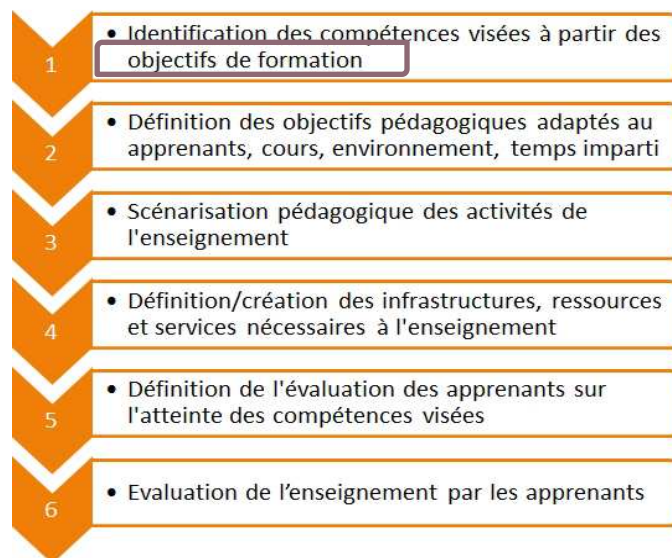 1
• Identification des compétences visées à partir des
objectifs de formation
2
• Définition des objectifs pédagogiques adaptés au
apprenants, cours, environnement, temps imparti
3
• Scénarisation pédagogique des activités de
l'enseignement
4
• Définition/création des infrastructures, ressources
et services nécessaires à l'enseignement
5
• Définition de l'évaluation des apprenants sur
l'atteinte des compétences visées
6
• Evaluation de l’enseignement par les apprenants